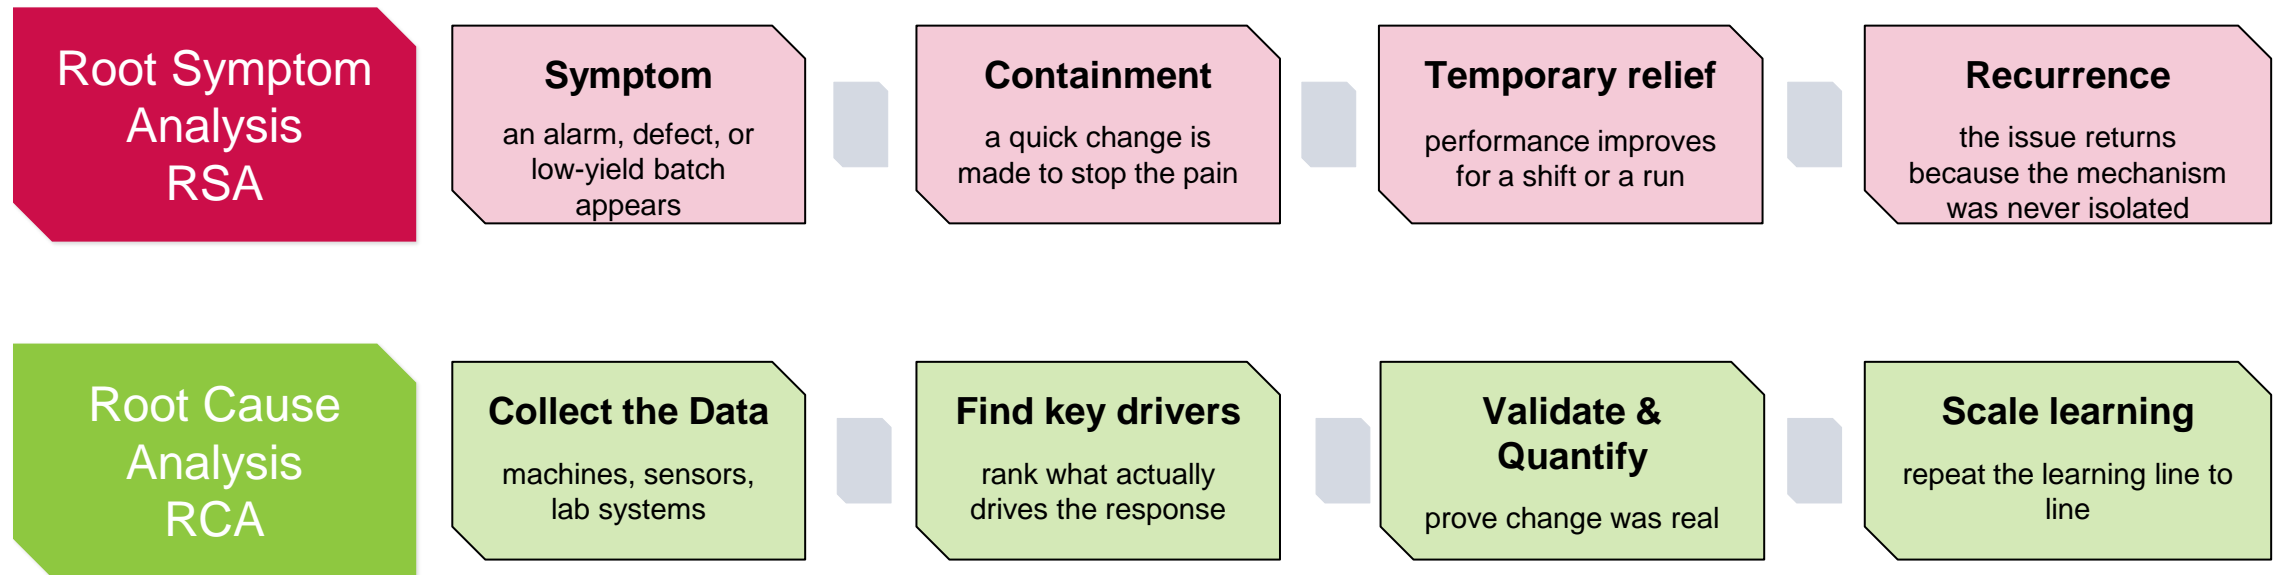 Root Symptom
Analysis
RSA
Symptom
an alarm, defect, or
low-yield batch
appears
Containment
a quick change is
made to stop the pain
Temporary relief
performance improves
for a shift or a run
Recurrence
the issue returns
because the mechanism
was never isolated
Root Cause
Analysis
RCA
Collect the Data
machines, sensors,
lab systems
Find key drivers
rank what actually
drives the response
Validate &
Quantify
prove change was real
Scale learning
repeat the learning line to
line